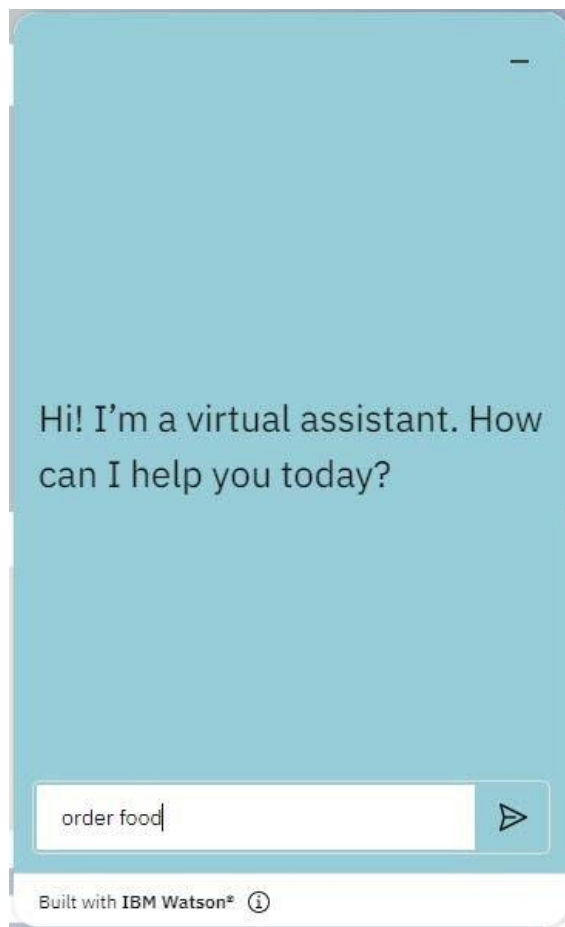 Hi! I’m a virtual assistant. How
can I help you today?
order food
Built with IBM Watson®